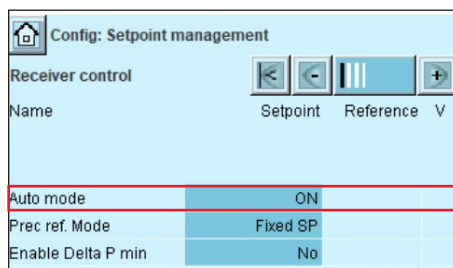 Config: Setpoint management
Receiver control
Name Setpoint Reference V
Auto mode ON
Prec ref. Mode Fixed SP
Enable Delta P min No